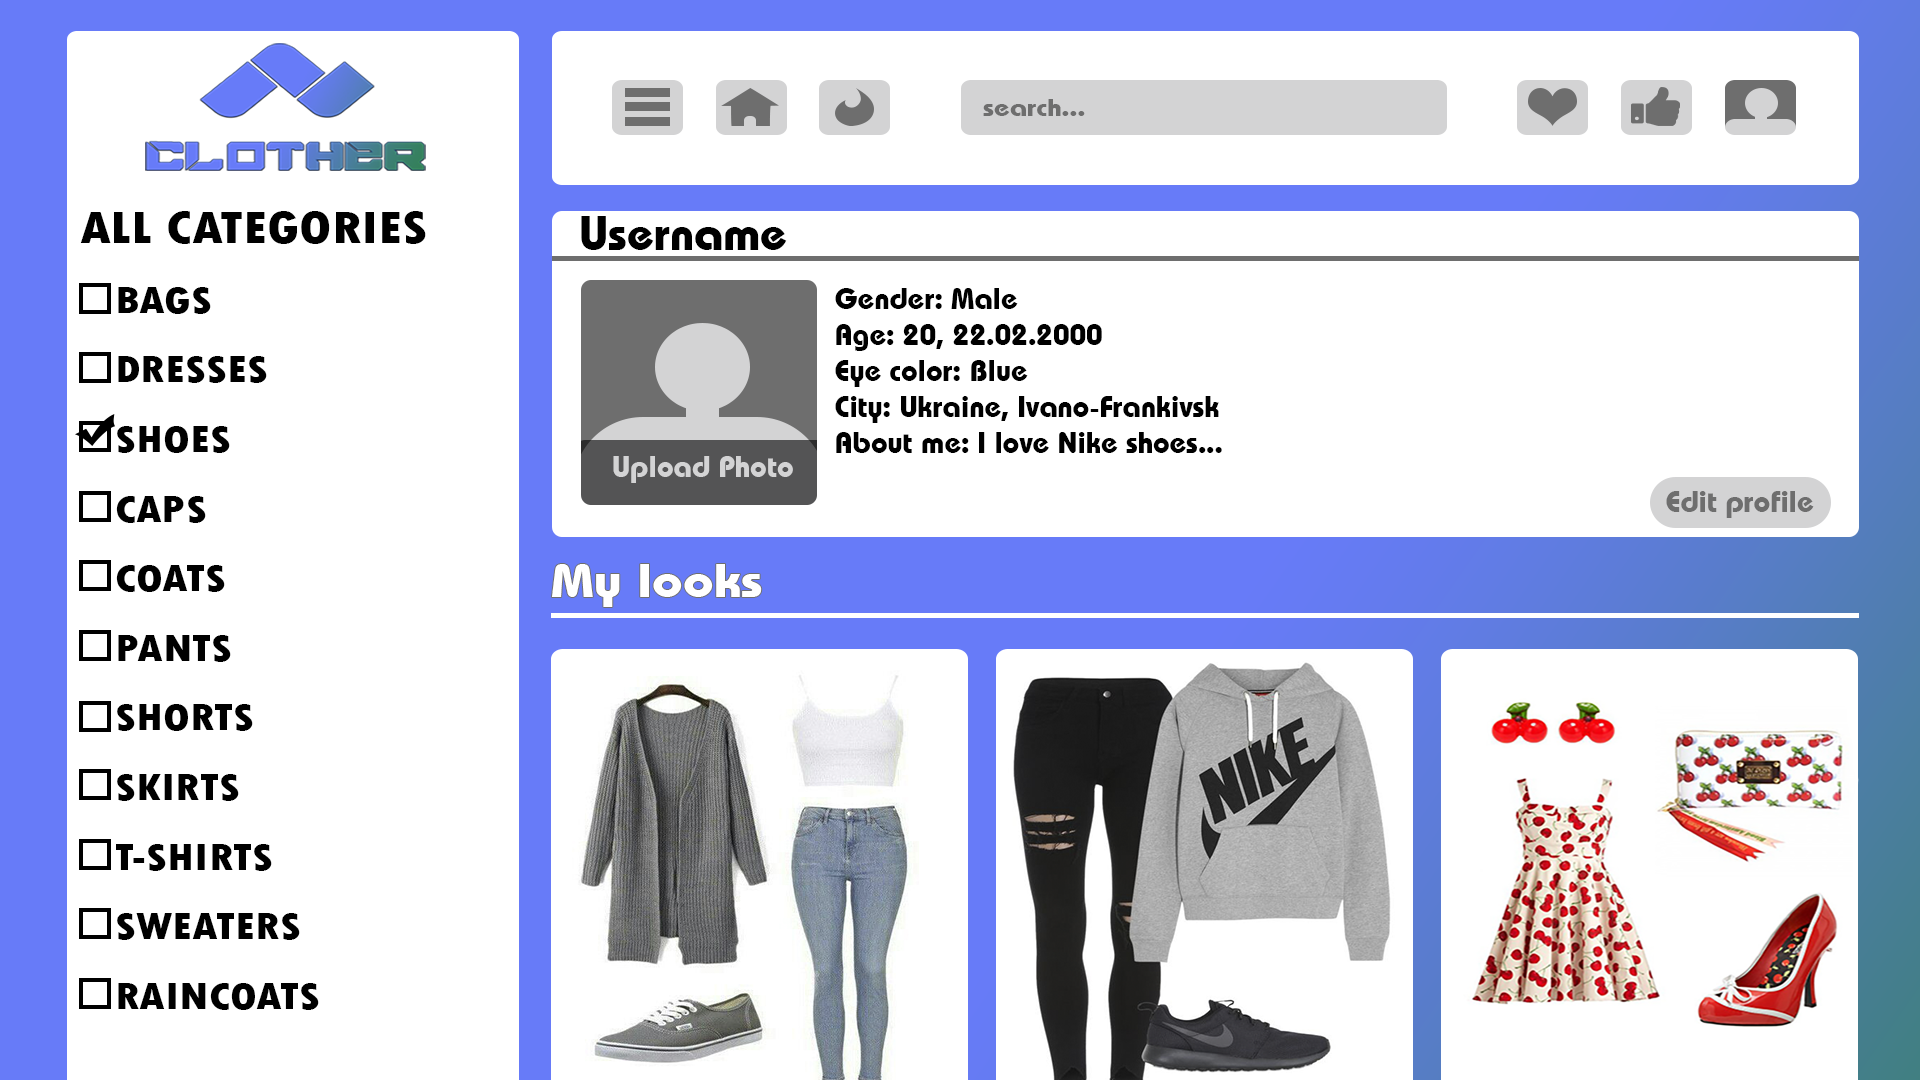 CLOTHER
ALL CATEGORIES
BAGS
DRESSES
SHOES
CAPS
COATS
PANTS
SHORTS
SKIRTS
T-SHIRTS
SWEATERS
RAINCOATS
search...
Username
Gender: Male
Age: 20, 22.02.2000
Eye color: Blue
City: Ukraine, Ivano-Frankivsk
About me: I love Nike shoes...
Upload Photo
Edit profile
My looks
NIKE